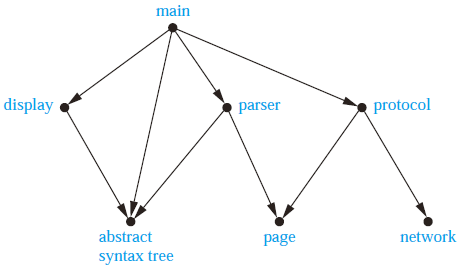 main
display
parser
protocol
abstract
syntax tree
page
network